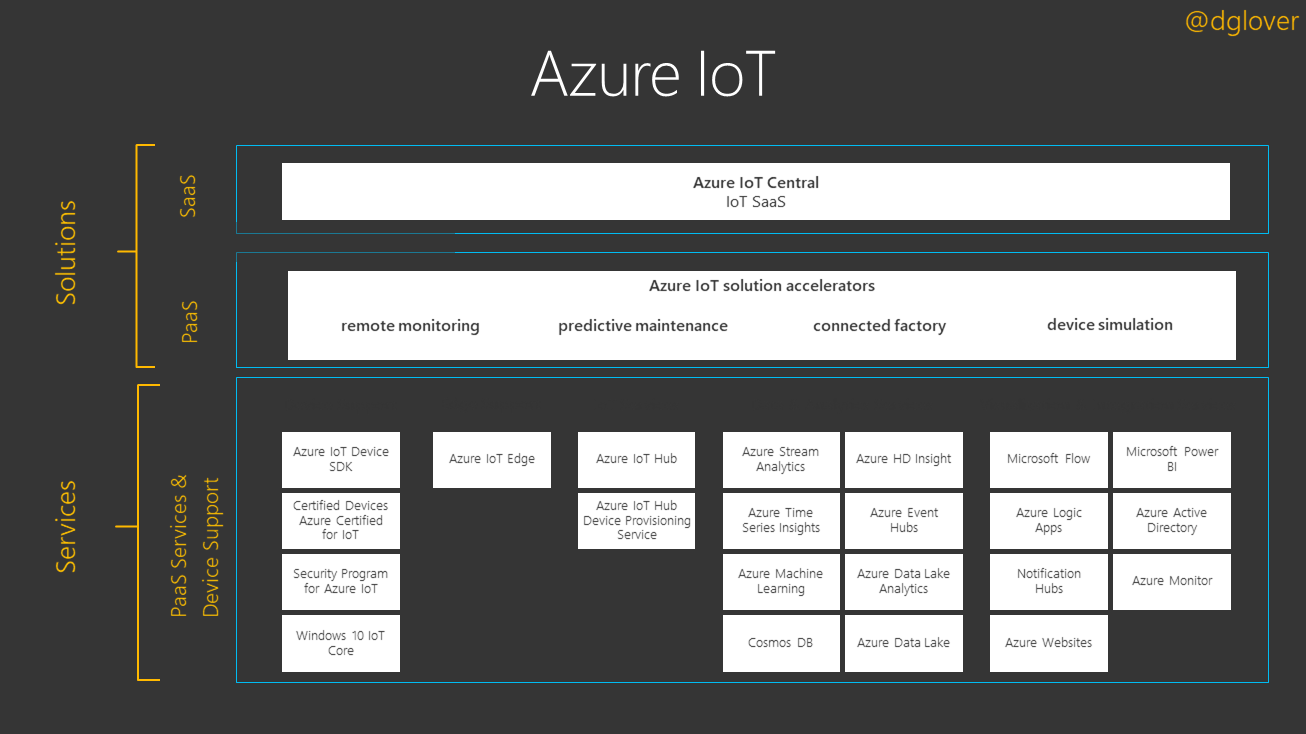 @dglover
Azure IoT
Solutions
SaaS
Azure IoT Central
IoT SaaS
PaaS
Azure IoT solution accelerators
remote monitoring
predictive maintenance
connected factory
device simulation
Services
PaaS Services &
Device Support
Azure IoT Device
SDK
Certified Devices
Azure Certified
for IoT
Security Program
for Azure IoT
Windows 10 IoT
Core
Azure IoT Edge
Azure IoT Hub
Azure IoT Hub
Device Provisioning
Service
Azure Stream
Analytics
Azure Time
Series Insights
Azure Machine
Learning
Cosmos DB
Azure HD Insight
Azure Event
Hubs
Azure Data Lake
Analytics
Azure Data Lake
Microsoft Flow
Azure Logic
Apps
Notification
Hubs
Azure Websites
Microsoft Power
BI
Azure Active
Directory
Azure Monitor